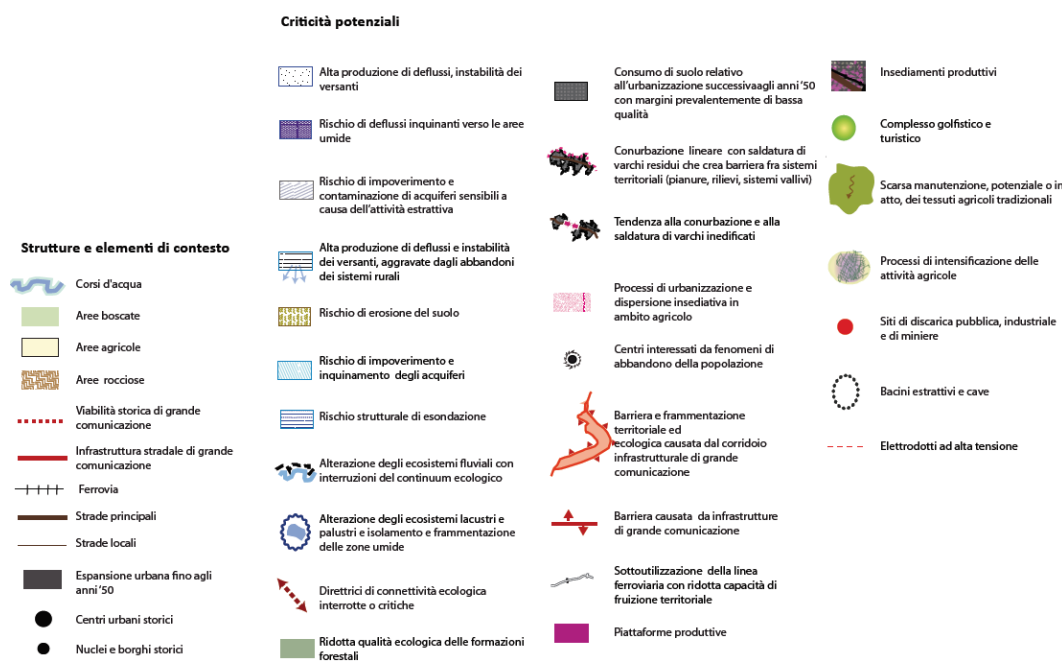 Criticità potenziali
Strutture e elementi di contesto
Corsi d'acqua
Aree boscate
Aree agricole
Aree rocciose
Viabilità storica di grande
comunicazione
Infrastruttura stradale di grande
comunicazione
Ferrovia
Strade principali
Strade locali
Espansione urbana fino agli
anni '50
Centri urbani storici
Nuclei e borghi storici
Alta produzione di deflussi, instabilità dei
versanti
Rischio di deflussi inquinanti verso le aree
umide
Rischio di impoverimento e
contaminazione di acquiferi sensibili a
causa dell'attività estrattiva
Alta produzione di deflussi e instabilità
dei versanti, aggravate dagli abbandoni
dei sistemi rurali
Rischio di erosione del suolo
Rischio di impoverimento e
inquinamento degli acquiferi
Rischio strutturale di esondazione
Alterazione degli ecosistemi fluviali con
interruzioni del continuum ecologico
Alterazione degli ecosistemi lacustri e
palustri e isolamento e frammentazione
delle zone umide
Direttrici di connettività ecologica
interrotte o critiche
Ridotta qualità ecologica delle formazioni
forestali
Consumo di suolo relativo
all'urbanizzazione successivaagli anni '50
con margini prevalentemente di bassa
qualità
Conurbazione lineare con saldatura di
varchi residui che crea barriera fra sistemi
territoriali (pianure, rilievi, sistemi vallivi)
Tendenza alla conurbazione e alla
saldatura di varchi inedificati
Processi di urbanizzazione e
dispersione insediativa in
ambito agricolo
Centri interessati da fenomeni di
abbandono della popolazione
Barriera e frammentazione
territoriale ed
ecologica causata dal corridoio
infrastrutturale di grande
comunicazione
Barriera causata da infrastrutture
di grande comunicazione
Sottoutilizzazione della linea
ferroviaria con ridotta capacità di
fruizione territoriale
Piattaforme produttive
Insediamenti produttivi
Complesso golfistico e
turistico
Scarsa manutenzione, potenziale o in
atto, dei tessuti agricoli tradizionali
Processi di intensificazione delle
attività agricole
Siti di discarica pubblica, industriale
e di miniere
Bacini estrattivi e cave
Elettrodotti ad alta tensione